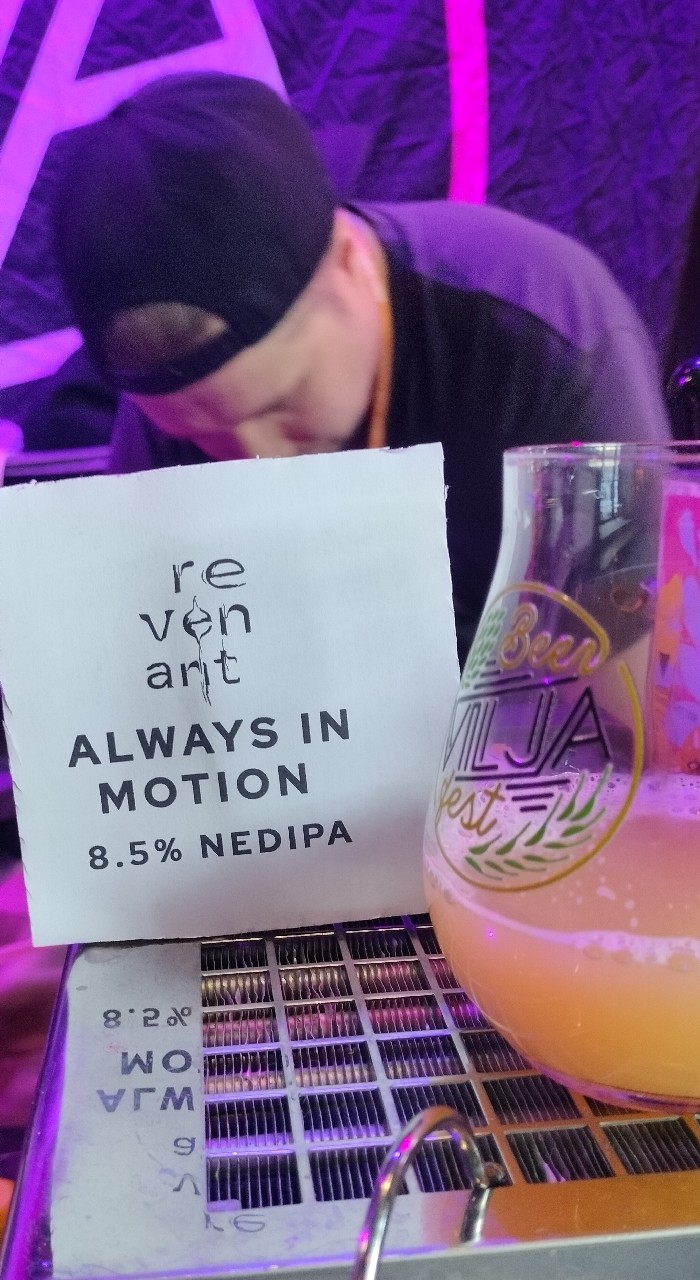 re
ven
ant
ALWAYS IN
MOTION
8.5% NEDIPA
Beer
VILJA
fest